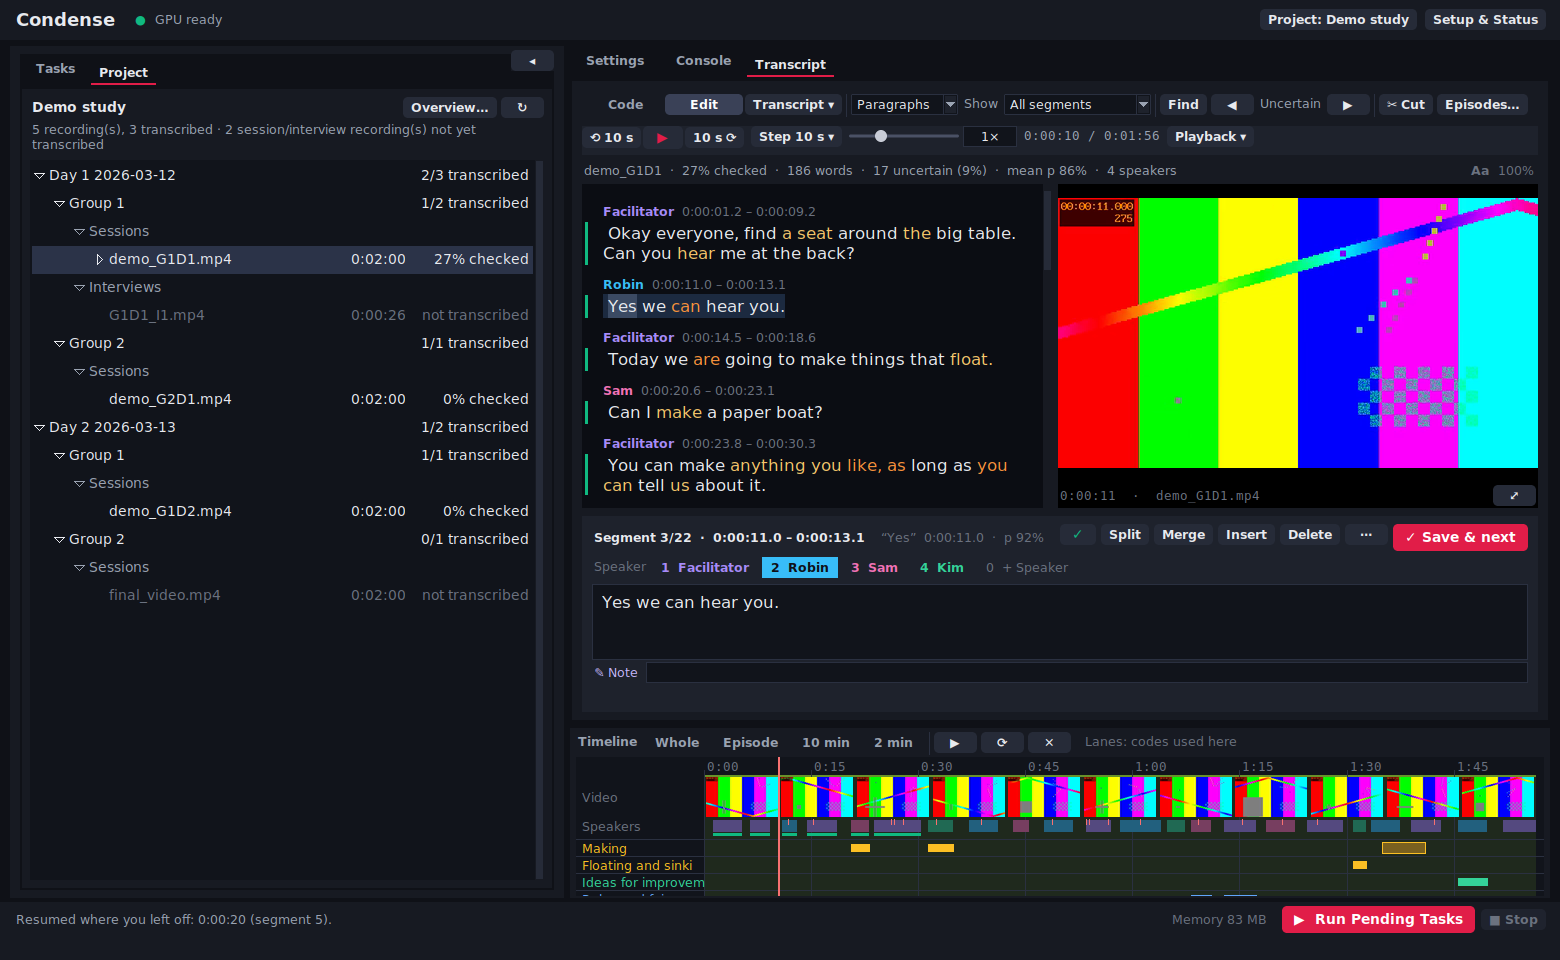 Condense ● GPU ready Project: Demo study Setup & Status
Tasks Project ◂
Demo study Overview... ↻
5 recording(s), 3 transcribed · 2 session/interview recording(s) not yet
transcribed
Day 1 2026-03-12 2/3 transcribed
Group 1 1/2 transcribed
Sessions
demo_G1D1.mp4 0:02:00 27% checked
Interviews
G1D1_I1.mp4 0:00:26 not transcribed
Group 2 1/1 transcribed
Sessions
demo_G2D1.mp4 0:02:00 0% checked
Day 2 2026-03-13 1/2 transcribed
Group 1 1/1 transcribed
Sessions
demo_G1D2.mp4 0:02:00 0% checked
Group 2 0/1 transcribed
Sessions
final_video.mp4 0:02:00 not transcribed
Settings Console Transcript
Code Edit Transcript ▾ Paragraphs Show All segments Find ◀ Uncertain ▶ ✂ Cut Episodes...
⟲ 10 s ▶ 10 s ⟳ Step 10 s ▾ 1× 0:00:10 / 0:01:56 Playback ▾
demo_G1D1 · 27% checked · 186 words · 17 uncertain (9%) · mean p 86% · 4 speakers Aa 100%
Facilitator 0:00:01.2 – 0:00:09.2
Okay everyone, find a seat around the big table.
Can you hear me at the back?
Robin 0:00:11.0 – 0:00:13.1
Yes we can hear you.
Facilitator 0:00:14.5 – 0:00:18.6
Today we are going to make things that float.
Sam 0:00:20.6 – 0:00:23.1
Can I make a paper boat?
Facilitator 0:00:23.8 – 0:00:30.3
You can make anything you like, as long as you
can tell us about it.
00:00:11.000
275
0:00:11 · demo_G1D1.mp4 ⤢
Segment 3/22 · 0:00:11.0 – 0:00:13.1 “Yes” 0:00:11.0 · p 92% ✓ Split Merge Insert Delete ⋯ ✓ Save & next
Speaker 1 Facilitator 2 Robin 3 Sam 4 Kim 0 + Speaker
Yes we can hear you.
✎ Note
Timeline Whole Episode 10 min 2 min ▶ ⟳ ✕ Lanes: codes used here
0:00 0:15 0:30 0:45 1:00 1:15 1:30 1:45
Video
Speakers
Making
Floating and sinki
Ideas for improvem
Resumed where you left off: 0:00:20 (segment 5). Memory 83 MB ▶ Run Pending Tasks ■ Stop